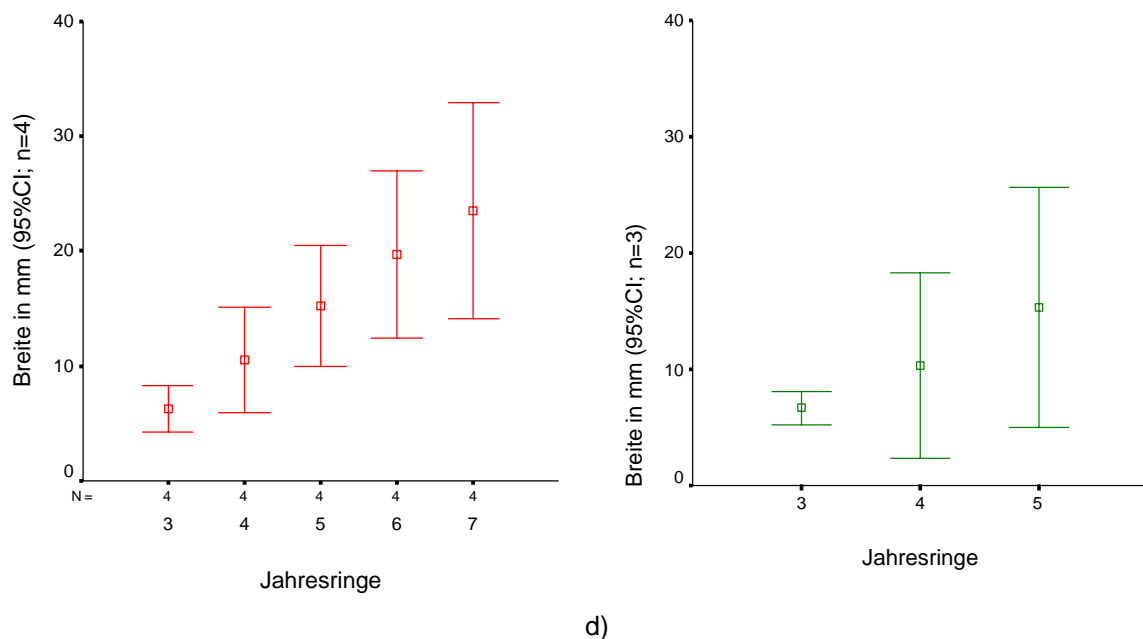 40
30
20
10
0
Breite in mm (95%CI; n=4)
N = 4 4 4 4 4
3 4 5 6 7
Jahresringe
40
30
20
10
0
Breite in mm (95%CI; n=3)
3 4 5
Jahresringe
d)